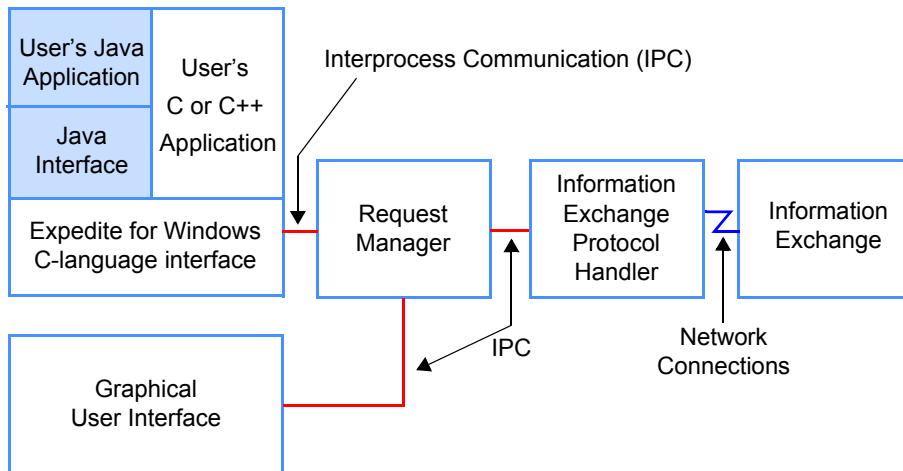 User’s Java
Application
Java
Interface
User’s
C or C++
Application
Expedite for Windows
C-language interface
Interprocess Communication (IPC)
Request
Manager
Information
Exchange
Protocol
Handler
Information
Exchange
IPC
Network
Connections
Graphical
User Interface